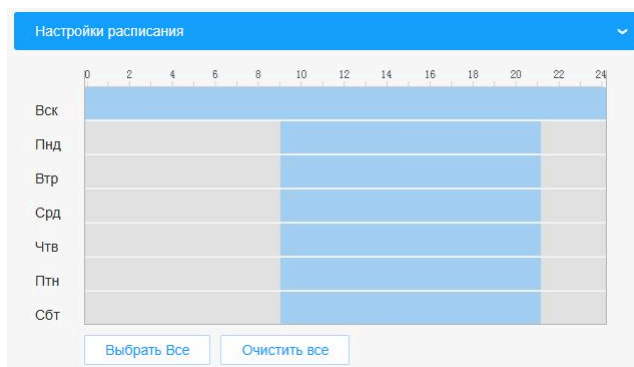 Настройки расписания
0 2 4 6 8 10 12 14 16 18 20 22 24
Вск
Пнд
Втр
Срд
Чтв
Птн
Сбт
Выбрать Все Очистить все